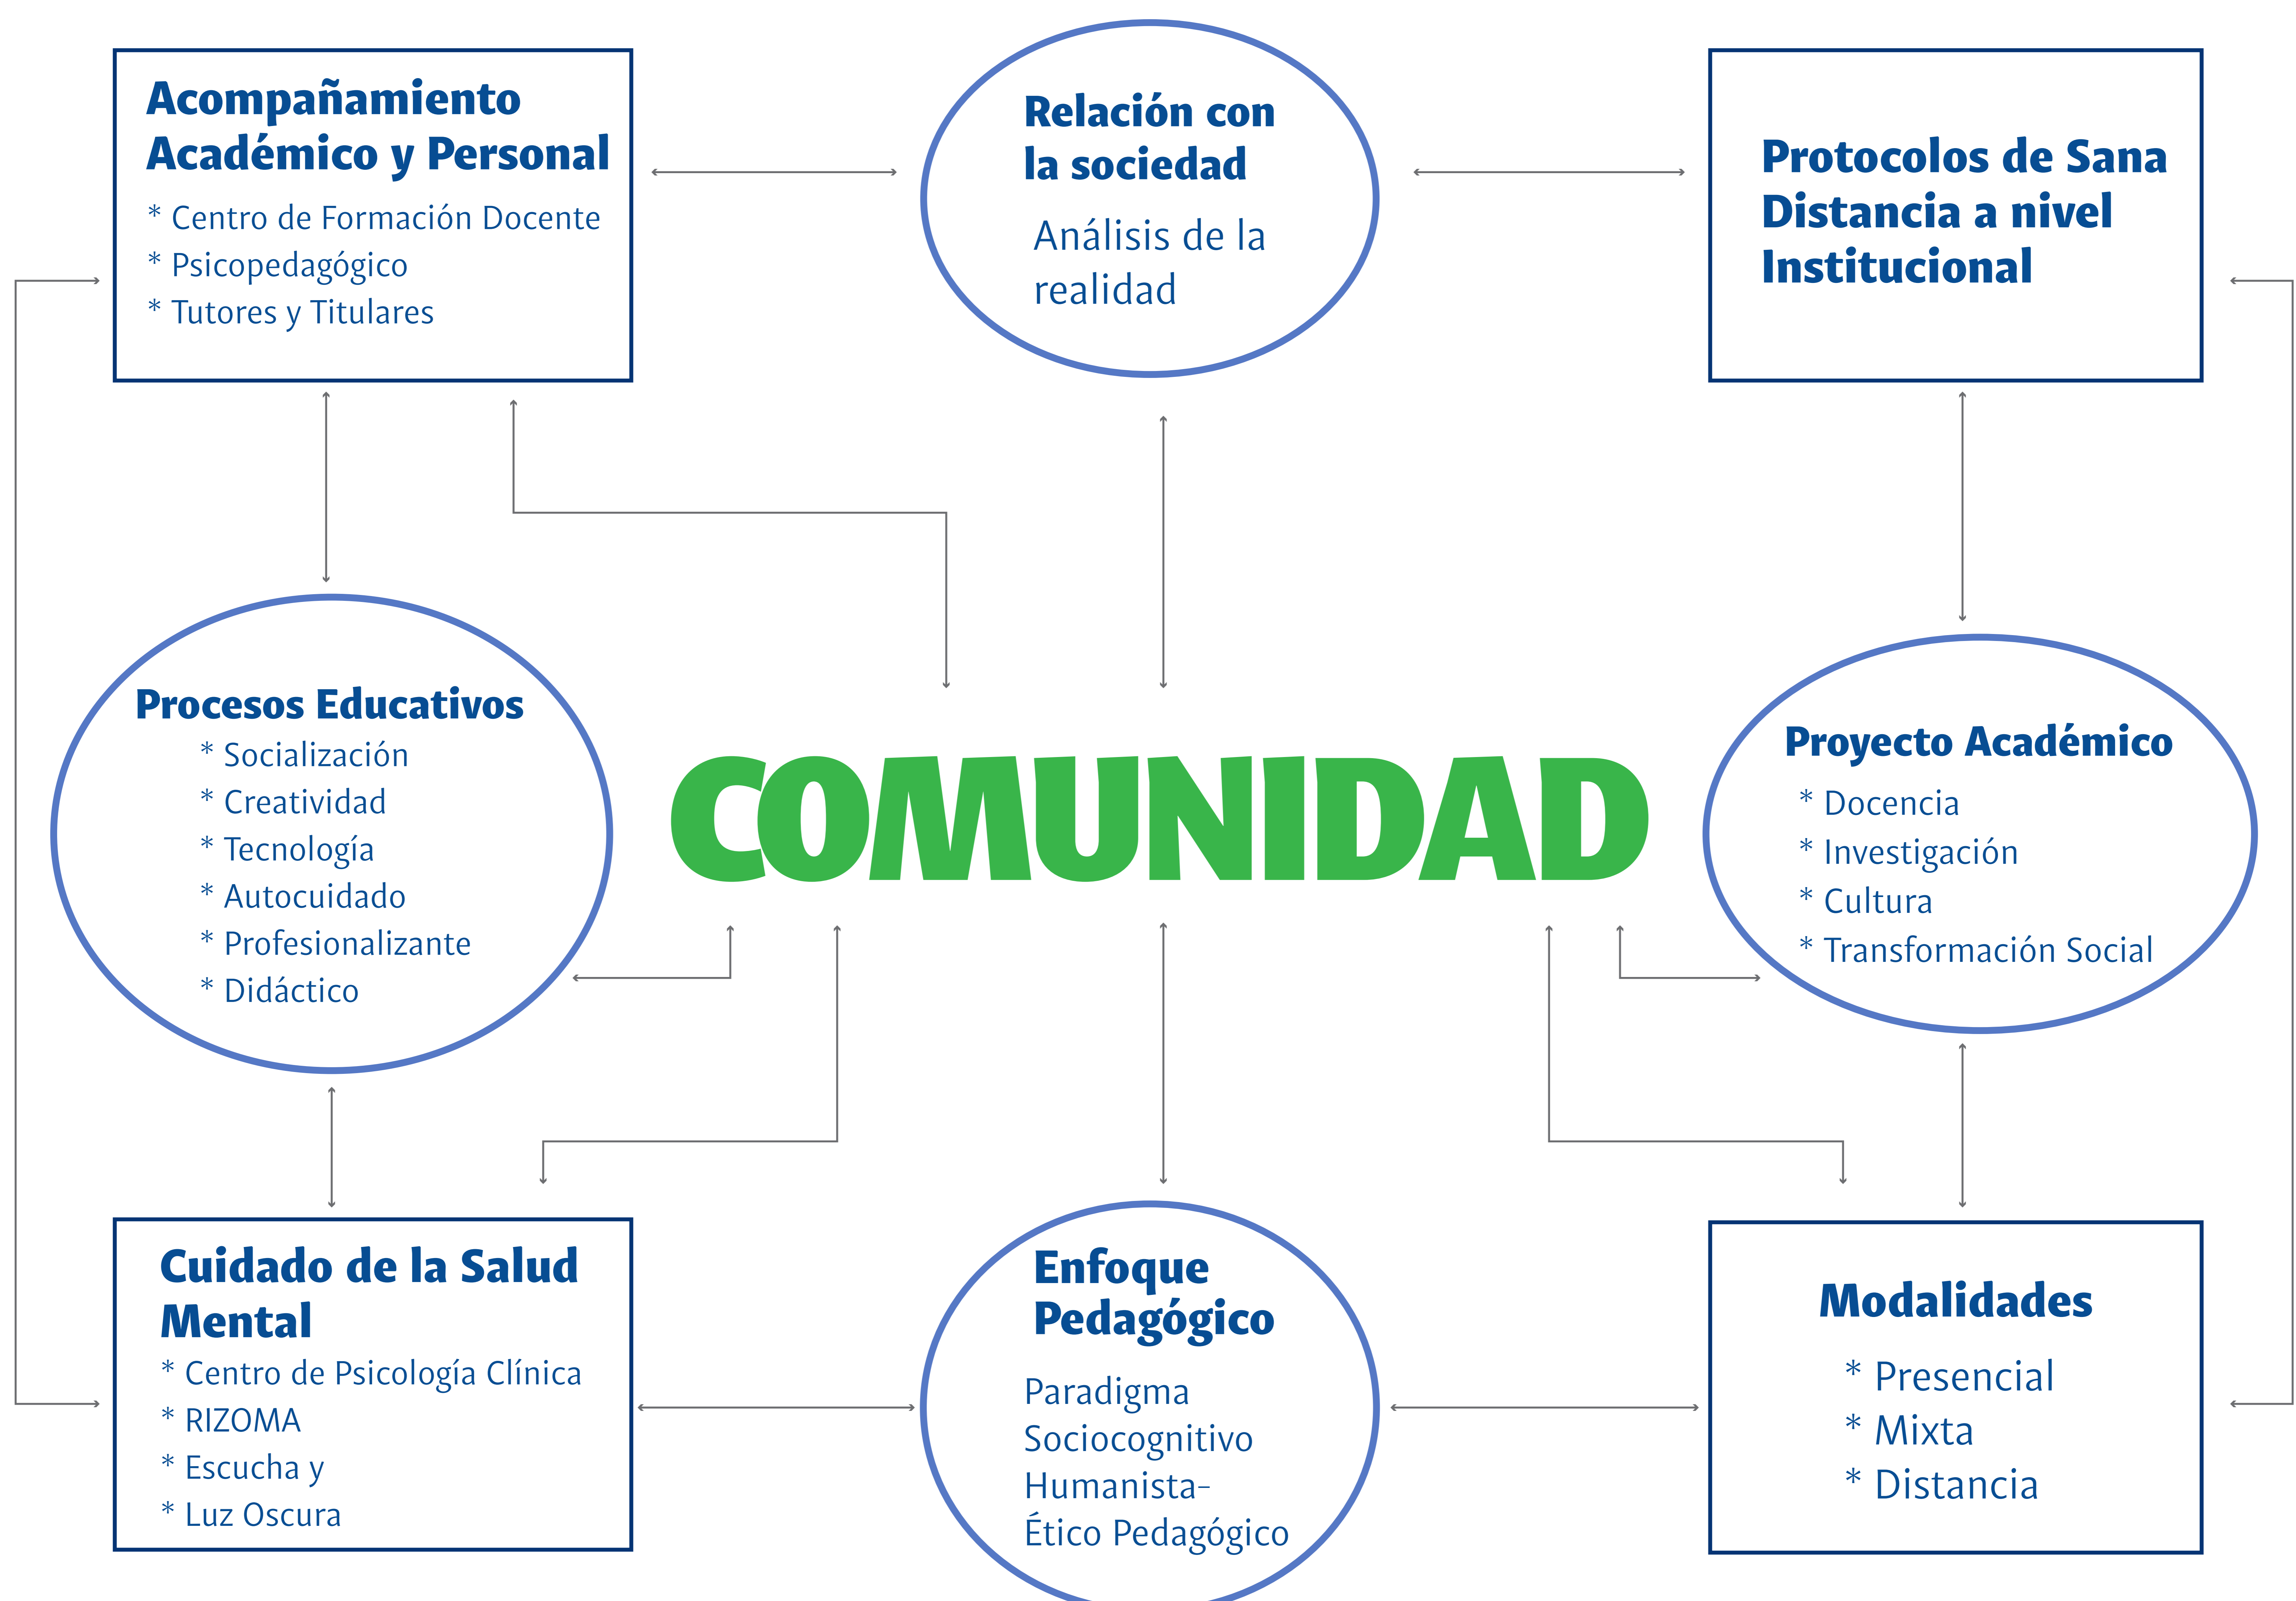 Acompañamiento
Académico y Personal
* Centro de Formación Docente
* Psicopedagógico
* Tutores y Titulares
Relación con
la sociedad
Análisis de la
realidad
Protocolos de Sana
Distancia a nivel
Institucional
Procesos Educativos
* Socialización
* Creatividad
* Tecnología
* Autocuidado
* Profesionalizante
* Didáctico
COMUNIDAD
Proyecto Académico
* Docencia
* Investigación
* Cultura
* Transformación Social
Cuidado de la Salud
Mental
* Centro de Psicología Clínica
* RIZOMA
* Escucha y
* Luz Oscura
Enfoque
Pedagógico
Paradigma
Sociocognitivo
Humanista-
Ético Pedagógico
Modalidades
* Presencial
* Mixta
* Distancia